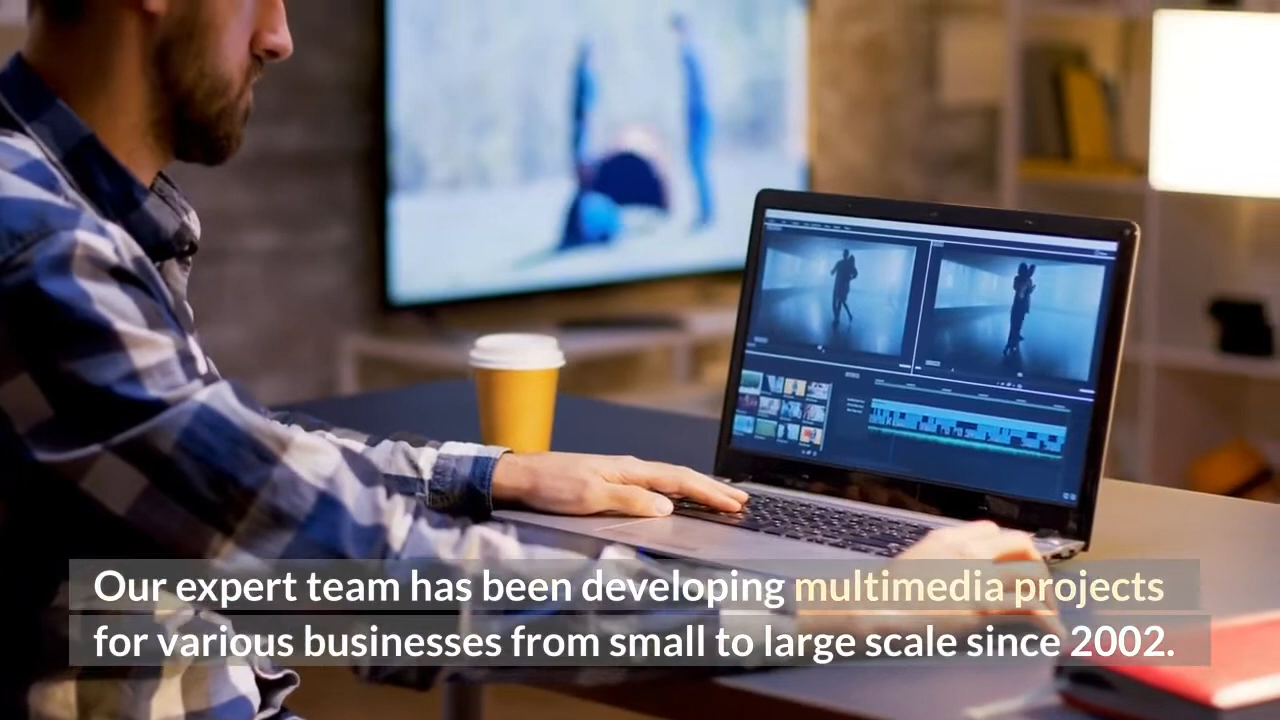 Our expert team has been developing multimedia projects
for various businesses from small to large scale since 2002.